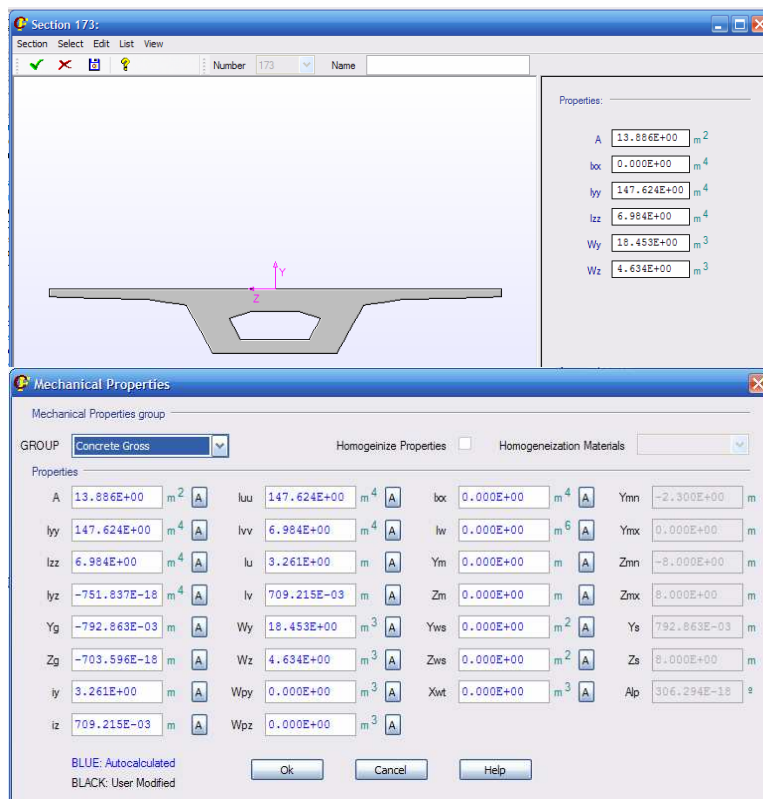 Section 173:
Section Select Edit List View
Number 173 Name
Properties:
A 13.886E+00 m2
Ixx 0.000E+00 m4
Iyy 147.624E+00 m4
Izz 6.984E+00 m4
Wy 18.453E+00 m3
Wz 4.634E+00 m3
Y
Z
Mechanical Properties
Mechanical Properties group
GROUP Concrete Gross Homogeinize Properties Homogeneization Materials
Properties
A 13.886E+00 m2 A Iuu 147.624E+00 m4 A Ixx 0.000E+00 m4 A Ymn -2.300E+00 m
Iyy 147.624E+00 m4 A Ivv 6.984E+00 m4 A Iw 0.000E+00 m6 A Ymx 0.000E+00 m
Izz 6.984E+00 m4 A Iu 3.261E+00 m A Ym 0.000E+00 m A Zmn -8.000E+00 m
Iyz -751.837E-18 m4 A Iv 709.215E-03 m A Zm 0.000E+00 m A Zmx 8.000E+00 m
Yg -792.863E-03 m A Wy 18.453E+00 m3 A Yws 0.000E+00 m2 A Ys 792.863E-03 m
Zg -703.596E-18 m A Wz 4.634E+00 m3 A Zws 0.000E+00 m2 A Zs 8.000E+00 m
iy 3.261E+00 m A Wpy 0.000E+00 m3 A Xwt 0.000E+00 m3 A Alp 306.294E-18 º
iz 709.215E-03 m A Wpz 0.000E+00 m3 A
BLUE: Autocalculated
BLACK: User Modified
Ok Cancel Help